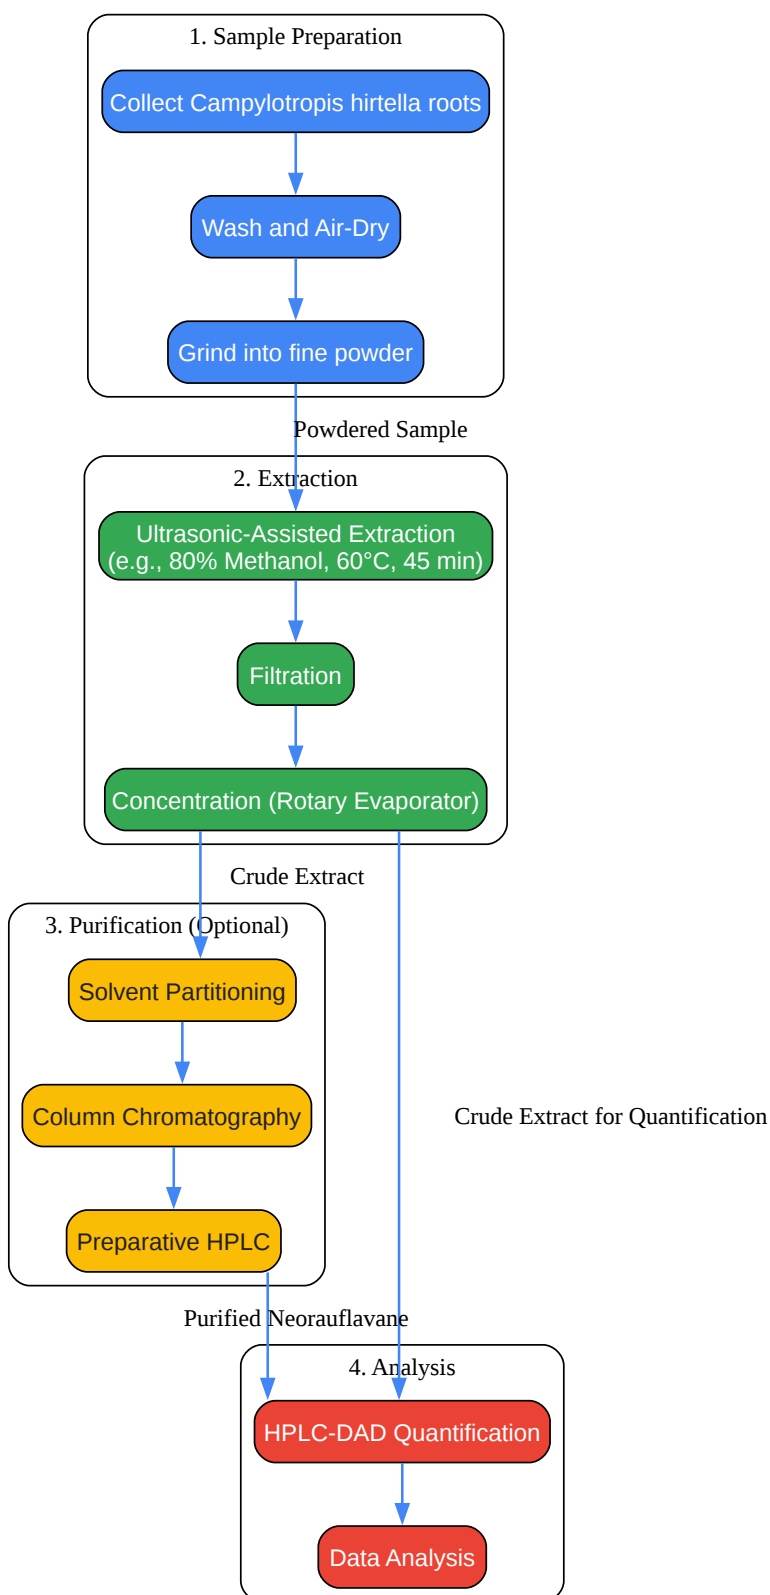 1. Sample Preparation
Collect Campylotropis hirtella roots
Wash and Air-Dry
Grind into fine powder
Powdered Sample
2. Extraction
Ultrasonic-Assisted Extraction
(e.g., 80% Methanol, 60°C, 45 min)
Filtration
Concentration (Rotary Evaporator)
Crude Extract
3. Purification (Optional)
Solvent Partitioning
Column Chromatography
Crude Extract for Quantification
Preparative HPLC
Purified Neorauflavane
4. Analysis
HPLC-DAD Quantification
Data Analysis